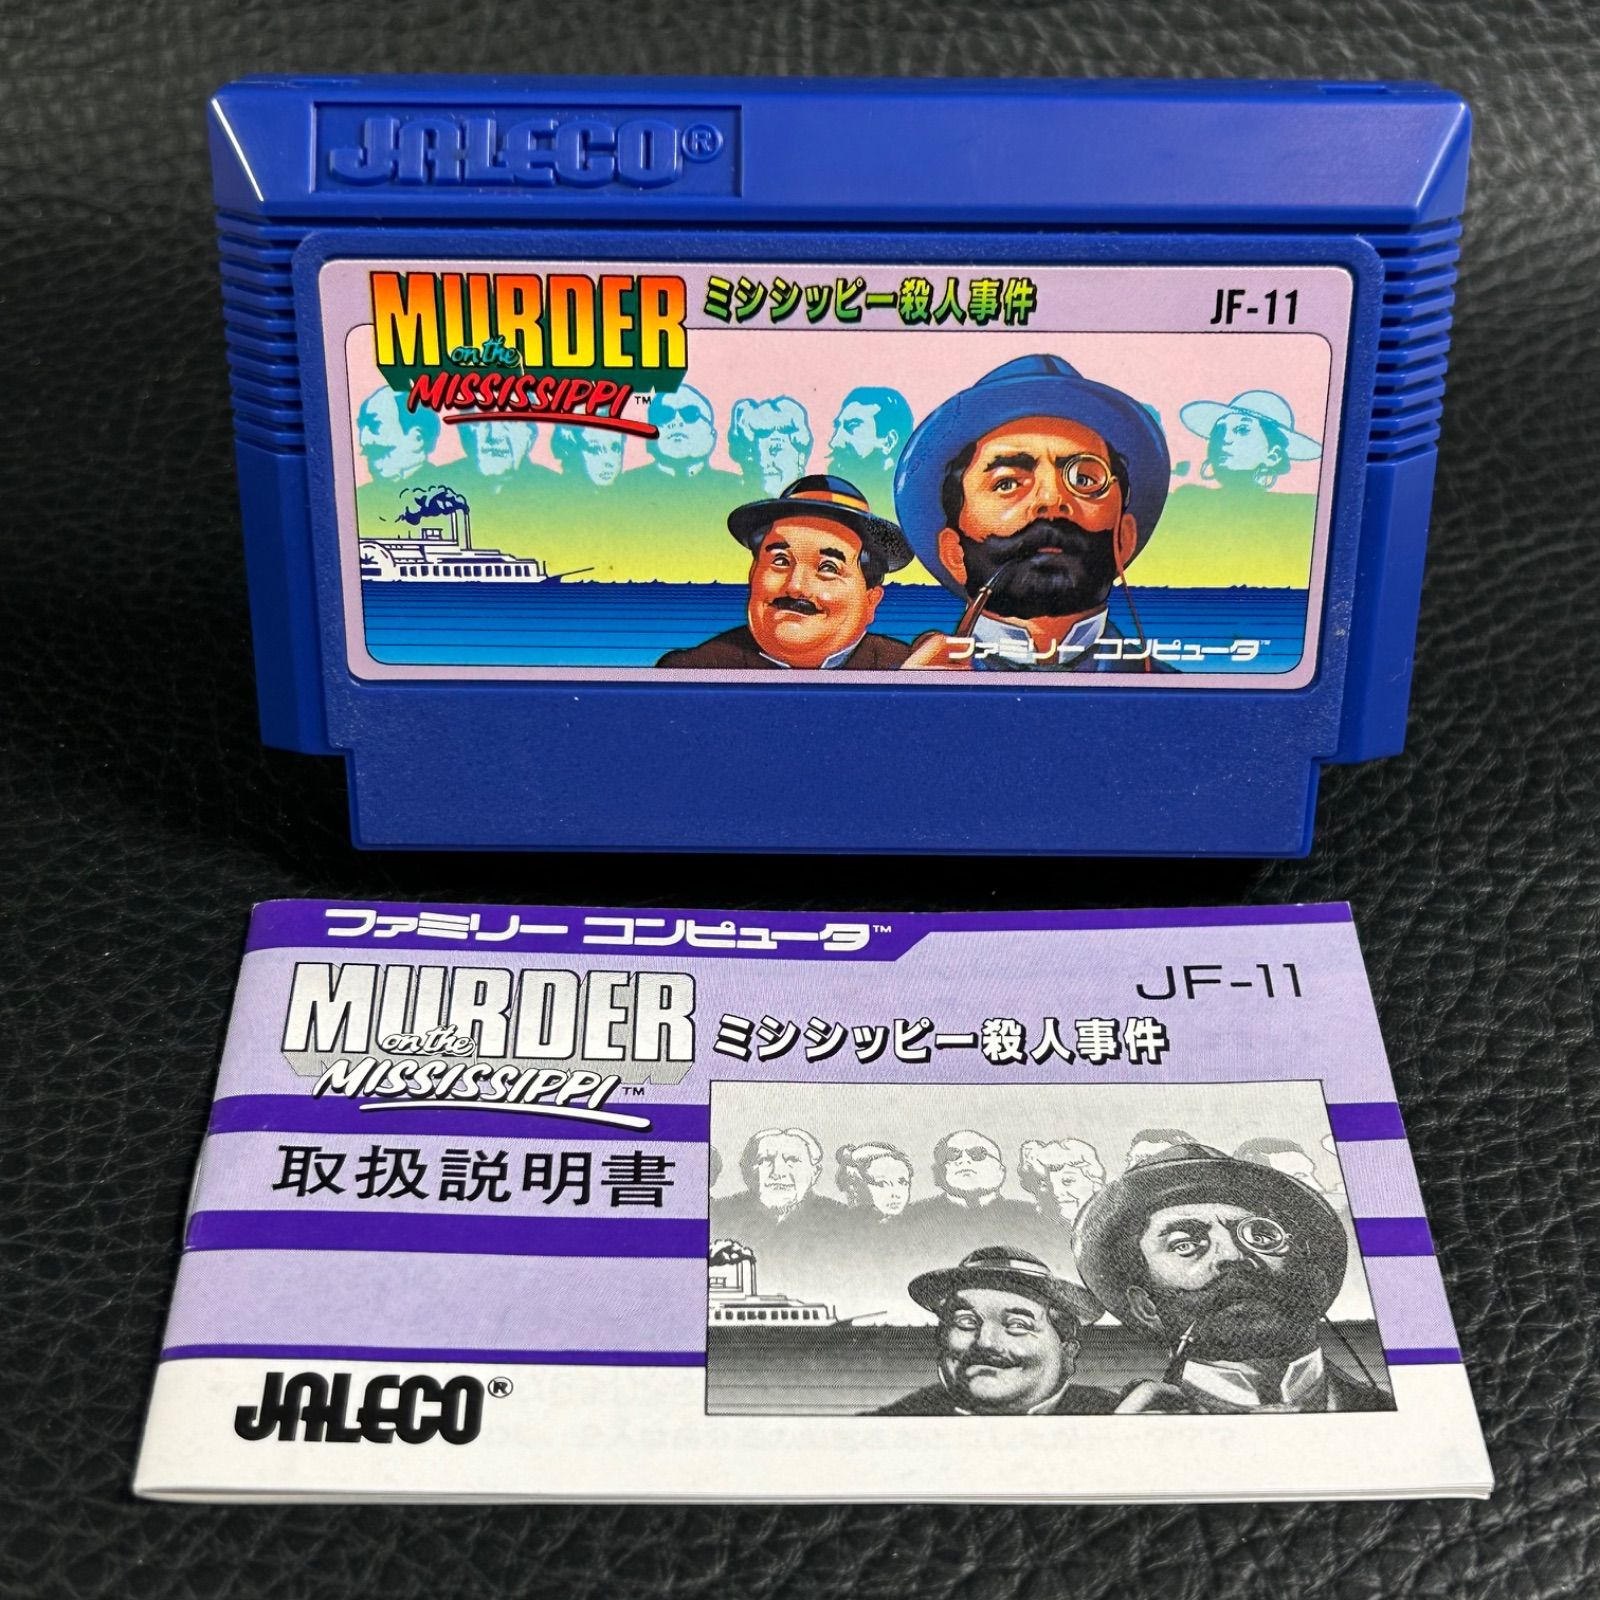 JALECO®
MURDER
on the
MISSISSIPPI™
ミシシッピー殺人事件
JF-11
ファミリー コンピュータ™
ファミリー コンピュータ™
MURDER
on the
MISSISSIPPI™
ミシシッピー殺人事件
JF-11
取扱説明書
JALECO®